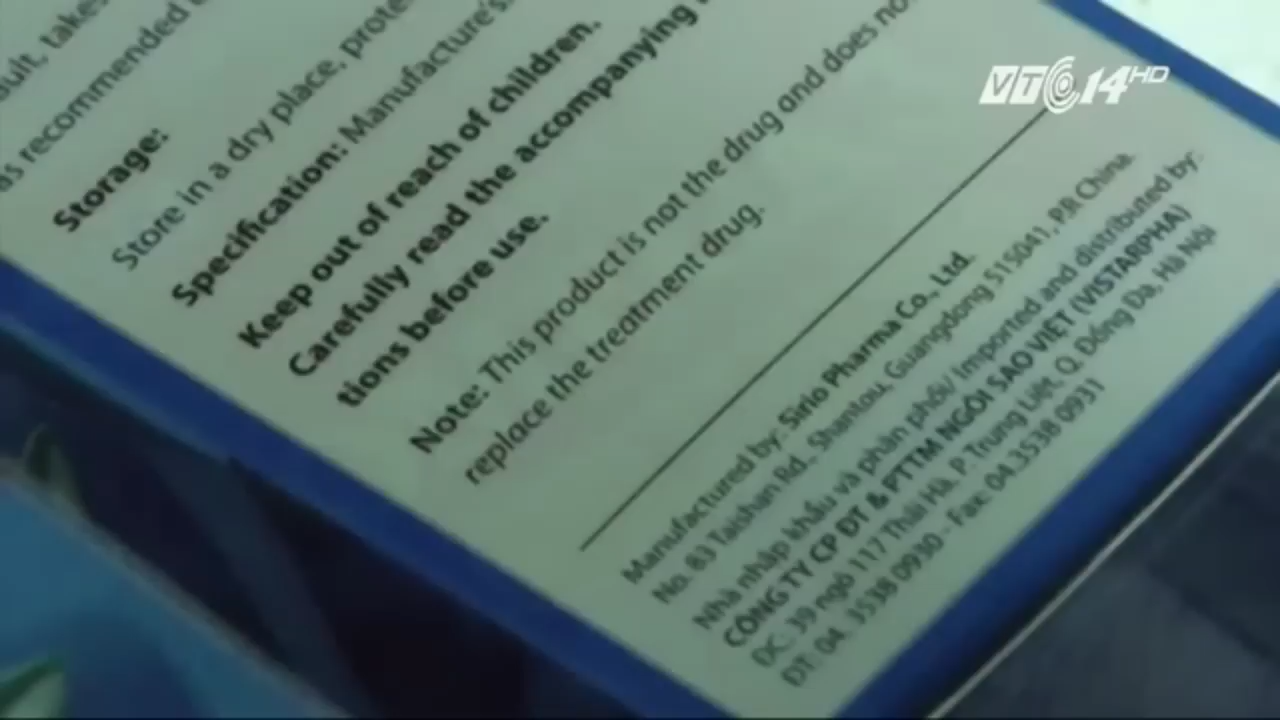 VTC14 HD
ult, takes
as recommended
Storage:
Store in a dry place, prote
Specification: Manufacture's
Keep out of reach of children.
Carefully read the accompanying
tions before use.
Note: This product is not the drug and does no
replace the treatment drug.
Manufactured by: Sirio Pharma Co., Ltd.
No. 83 Taishan Rd., Shantou, Guangdong 515041, P.R China.
Nhà nhập khẩu và phân phối/ Imported and distributed by:
CÔNG TY CP ĐT & PTTM NGÔI SAO VIỆT (VISTARPHA)
ĐC: 39 ngõ 117 Thái Hà, P. Trung Liệt, Q. Đống Đa, Hà Nội
ĐT: 04. 3538 0930 - Fax: 04.3538 0931